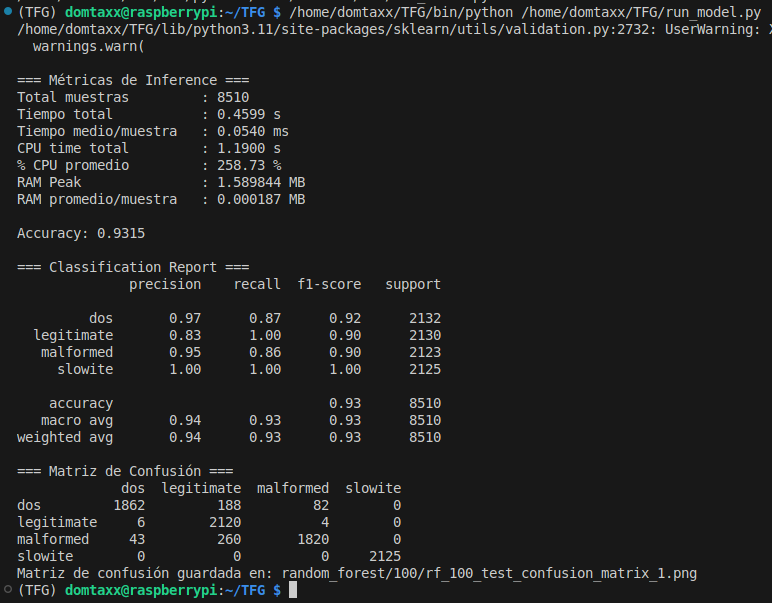 (TFG) domtaxx@raspberrypi:~/TFG $ /home/domtaxx/TFG/bin/python /home/domtaxx/TFG/run_model.py
/home/domtaxx/TFG/lib/python3.11/site-packages/sklearn/utils/validation.py:2732: UserWarning: X
  warnings.warn(

=== Métricas de Inference ===
Total muestras         : 8510
Tiempo total           : 0.4599 s
Tiempo medio/muestra   : 0.0540 ms
CPU time total         : 1.1900 s
% CPU promedio         : 258.73 %
RAM Peak               : 1.589844 MB
RAM promedio/muestra   : 0.000187 MB

Accuracy: 0.9315

=== Classification Report ===
              precision    recall  f1-score   support

         dos       0.97      0.87      0.92      2132
  legitimate       0.83      1.00      0.90      2130
   malformed       0.95      0.86      0.90      2123
     slowite       1.00      1.00      1.00      2125

    accuracy                           0.93      8510
   macro avg       0.94      0.93      0.93      8510
weighted avg       0.94      0.93      0.93      8510

=== Matriz de Confusión ===
             dos  legitimate  malformed  slowite
dos         1862         188         82        0
legitimate     6        2120          4        0
malformed     43         260       1820        0
slowite        0           0          0     2125
Matriz de confusión guardada en: random_forest/100/rf_100_test_confusion_matrix_1.png
(TFG) domtaxx@raspberrypi:~/TFG $